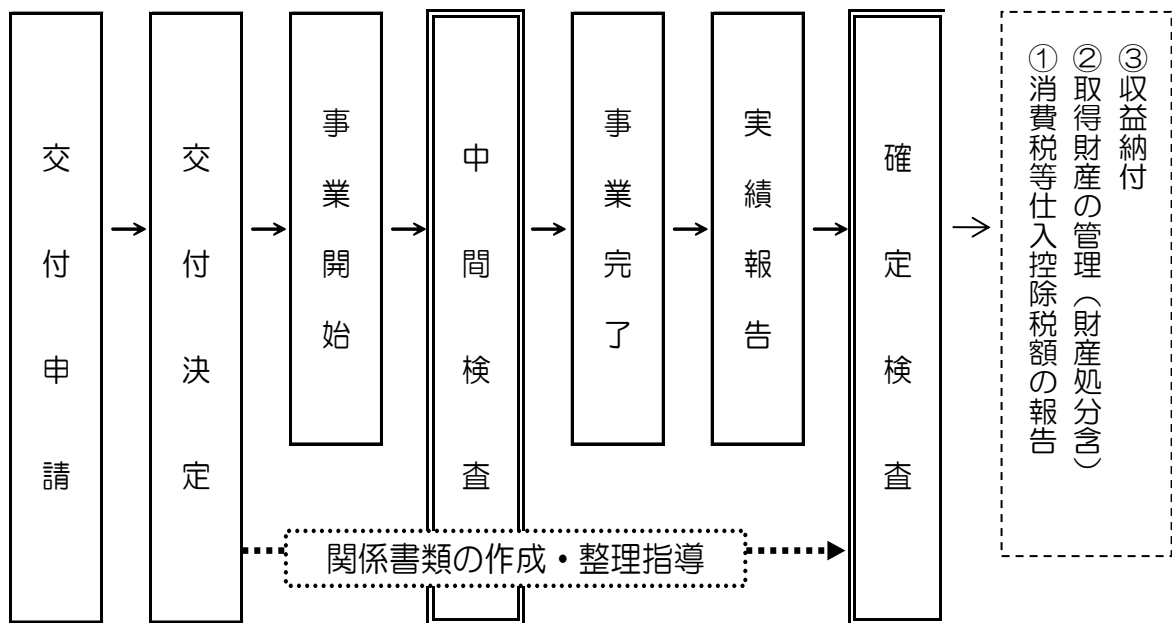 交付申請
交付決定
事業開始
中間検査
事業完了
実績報告
確定検査
①消費税等仕入控除税額の報告
②取得財産の管理（財産処分含）
③収益納付
関係書類の作成・整理指導